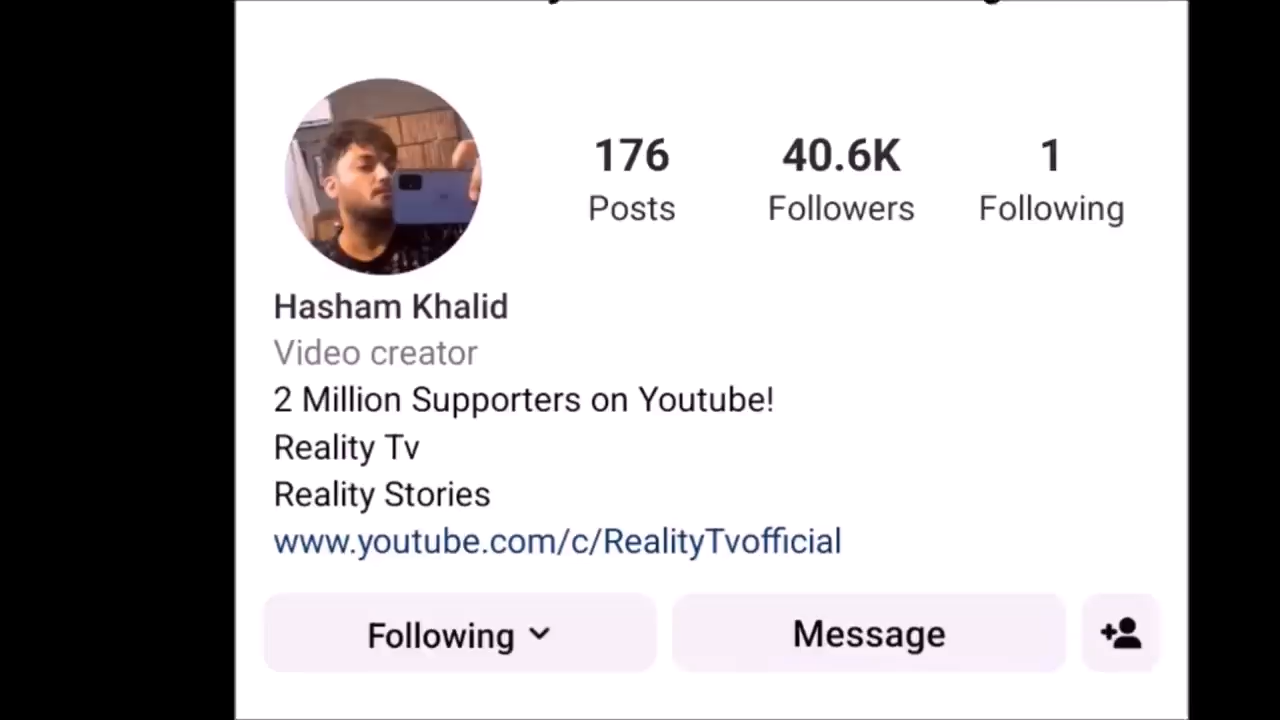 176 40.6K 1
Posts Followers Following
Hasham Khalid
Video creator
2 Million Supporters on Youtube!
Reality Tv
Reality Stories
www.youtube.com/c/RealityTvofficial
Following Message